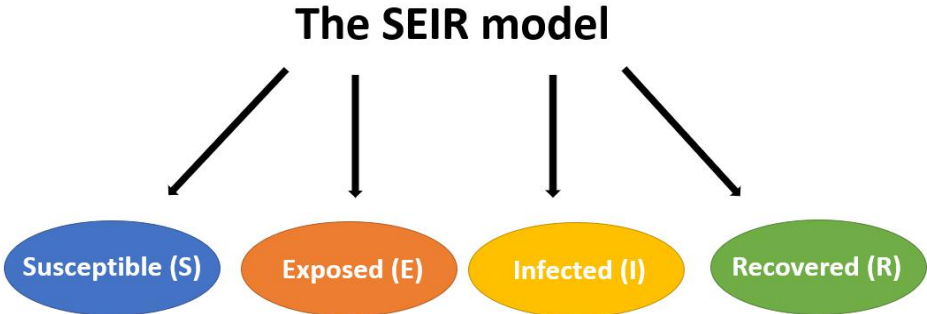 The SEIR model
Susceptible (S)
Exposed (E)
Infected (I)
Recovered (R)